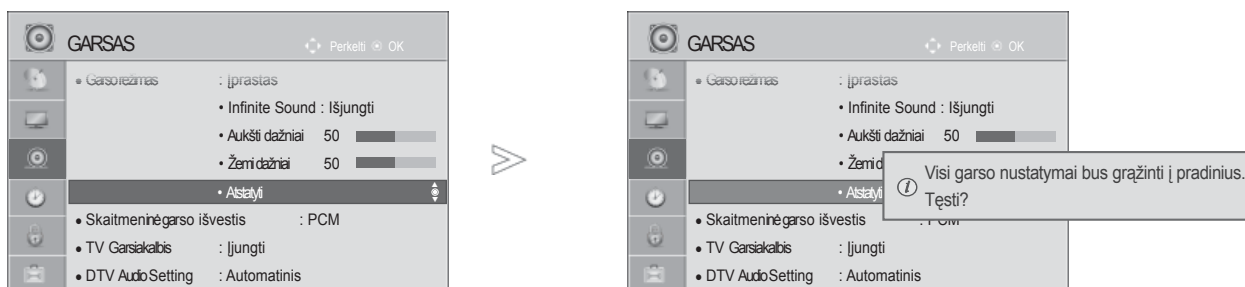 GARSAS
Perkelti OK
• Garso režimas : Įprastas
• Infinite Sound : Išjungti
• Aukšti dažniai 50
• Žemi dažniai 50
• Atstatyti
• Skaitmeninė garso išvestis : PCM
• TV Garsiakalbis : Įjungti
• DTV Audio Setting : Automatinis
GARSAS
Perkelti OK
• Garso režimas : Įprastas
• Infinite Sound : Išjungti
• Aukšti dažniai 50
• Žemi d
• Atstatyti
Visi garso nustatymai bus grąžinti į pradinius.
Tęsti?
• Skaitmeninė garso išvestis : PCM
• TV Garsiakalbis : Įjungti
• DTV Audio Setting : Automatinis